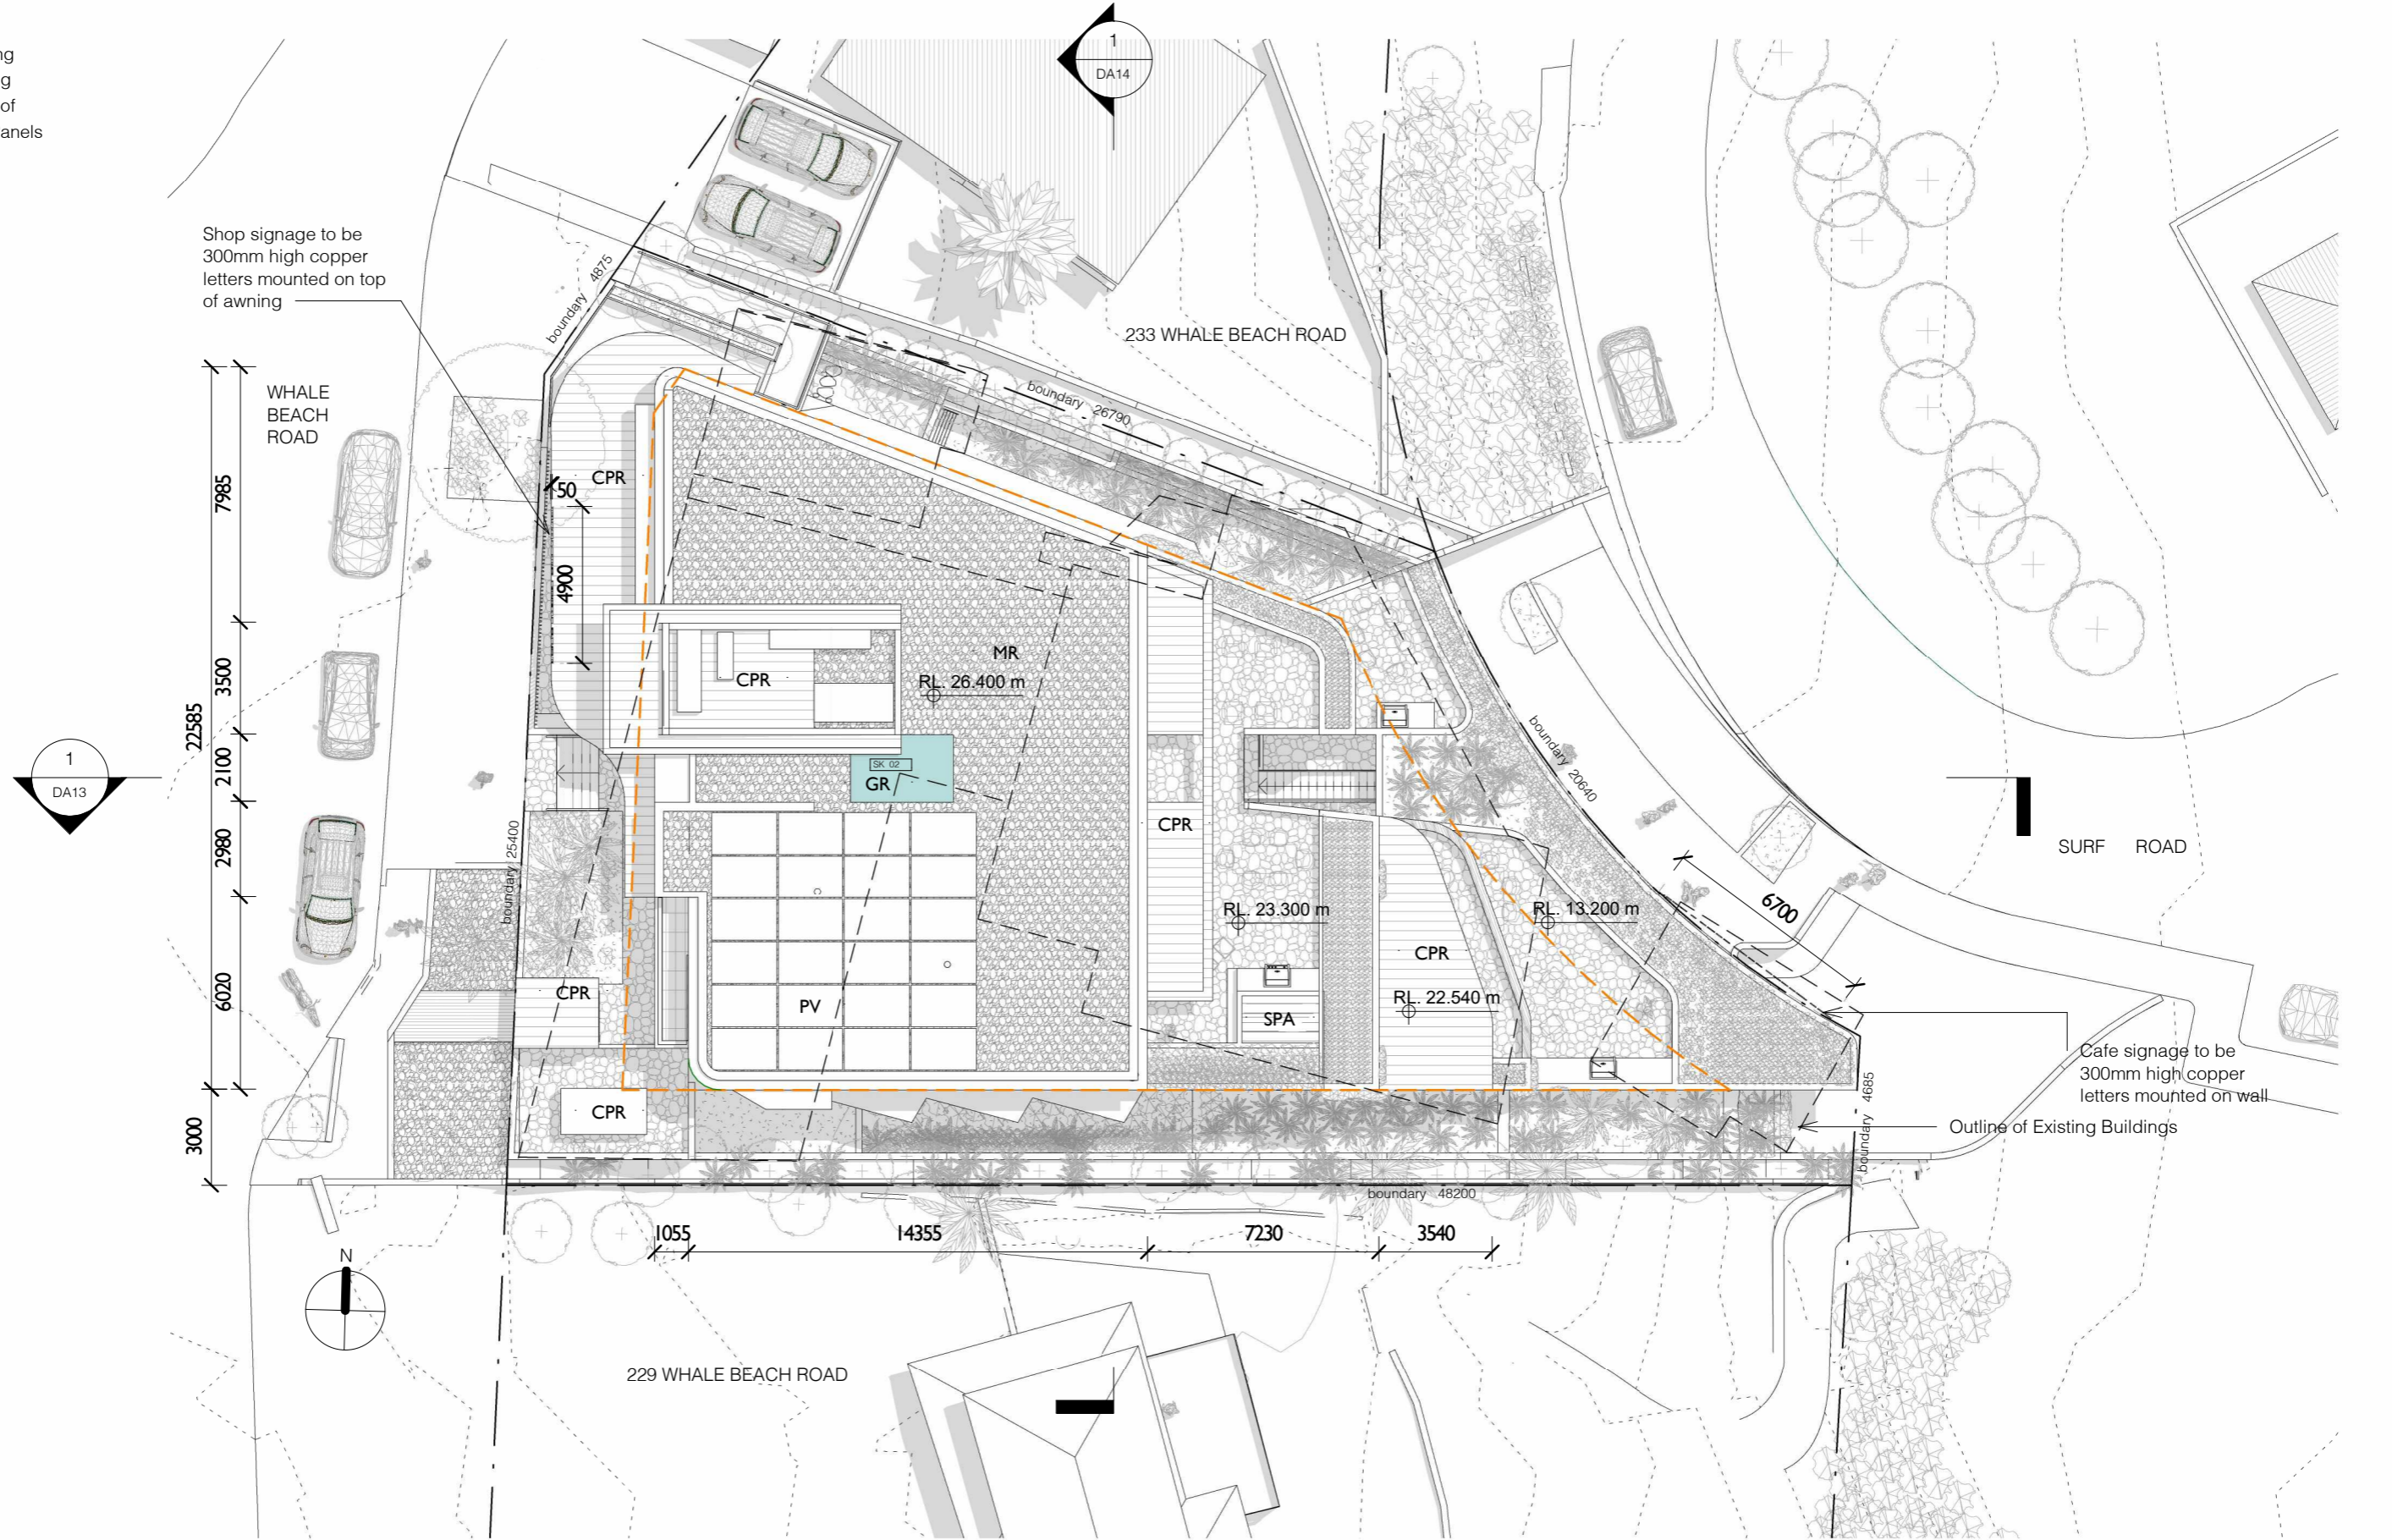 ng
g
of
anels
1
DA14
Shop signage to be
300mm high copper
letters mounted on top
of awning
boundary 4875
233 WHALE BEACH ROAD
WHALE
BEACH
ROAD
boundary 26790
7985
CPR
50
4900
3500
22585
MR
CPR
RL. 26.400 m
1
DA13
2100
SK 02
GR
boundary 20640
SURF ROAD
2980
boundary 25400
CPR
6700
RL. 23.300 m
RL. 13.200 m
CPR
6020
CPR
PV
RL. 22.540 m
SPA
Cafe signage to be
300mm high copper
letters mounted on wall
CPR
3000
boundary 4685
Outline of Existing Buildings
boundary 48200
1055
14355
7230
3540
N
229 WHALE BEACH ROAD